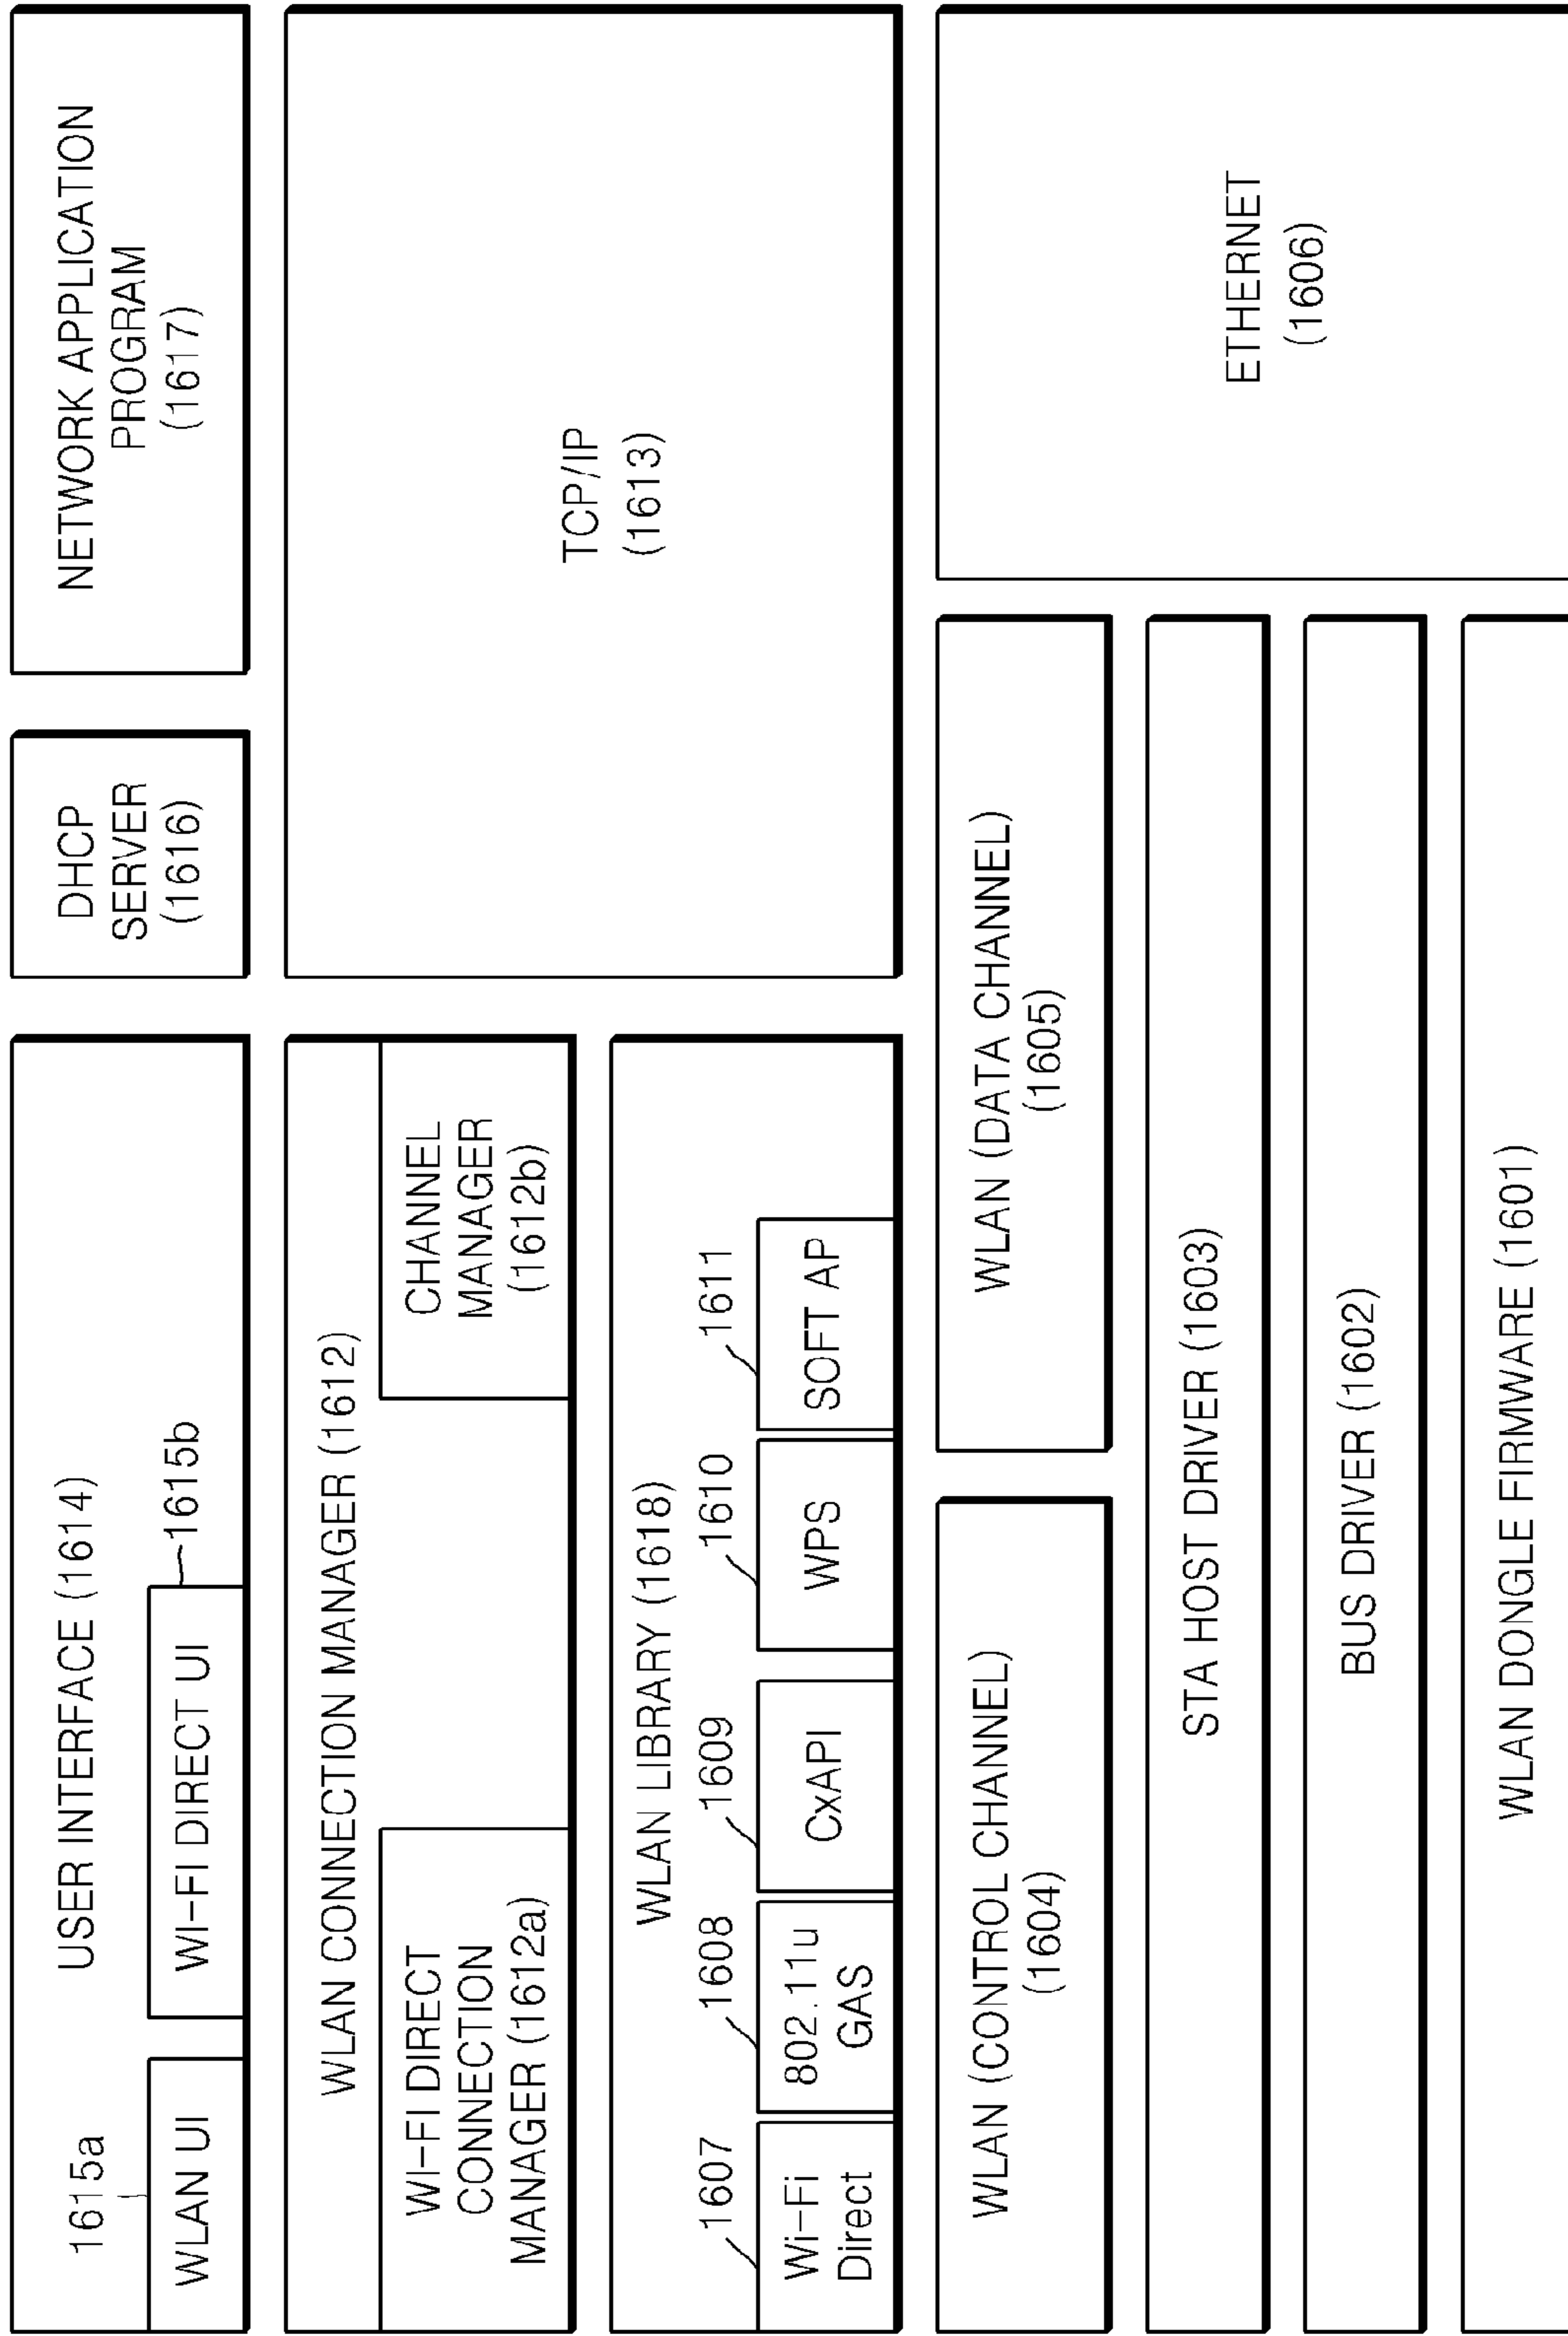 USER INTERFACE (1614)
1615a
WLAN UI
WI-FI DIRECT UI
1615b
DHCP
SERVER
(1616)
NETWORK APPLICATION
PROGRAM
(1617)
WLAN CONNECTION MANAGER (1612)
WI-FI DIRECT
CONNECTION
MANAGER (1612a)
CHANNEL
MANAGER
(1612b)
TCP/IP
(1613)
WLAN LIBRARY (1618)
1607
Wi-Fi
Direct
1608
802.11u
GAS
1609
CxAPI
1610
WPS
1611
SOFT AP
WLAN (CONTROL CHANNEL)
(1604)
WLAN (DATA CHANNEL)
(1605)
ETHERNET
(1606)
STA HOST DRIVER (1603)
BUS DRIVER (1602)
WLAN DONGLE FIRMWARE (1601)